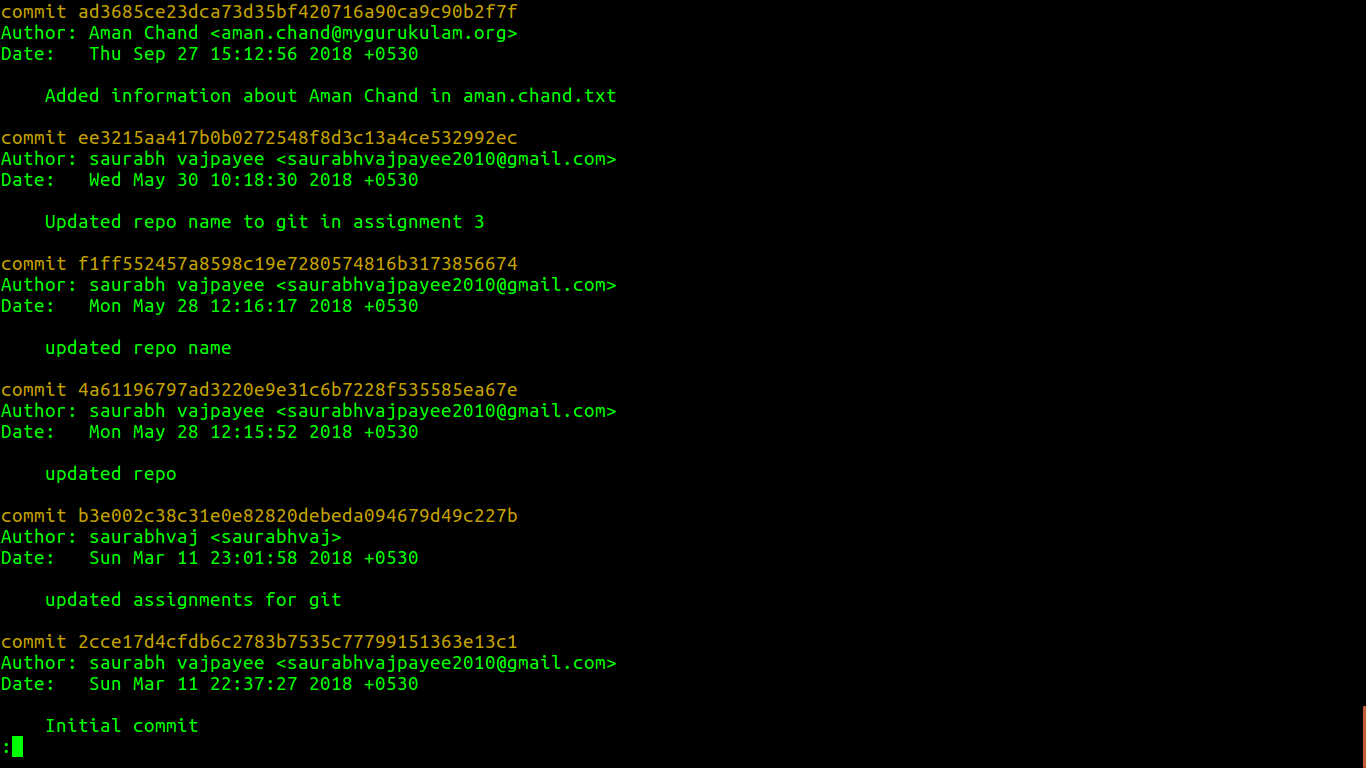 commit ad3685ce23dca73d35bf420716a90ca9c90b2f7f
Author: Aman Chand <aman.chand@mygurukulam.org>
Date:   Thu Sep 27 15:12:56 2018 +0530
    Added information about Aman Chand in aman.chand.txt
commit ee3215aa417b0b0272548f8d3c13a4ce532992ec
Author: saurabh vajpayee <saurabhvajpayee2010@gmail.com>
Date:   Wed May 30 10:18:30 2018 +0530
    Updated repo name to git in assignment 3
commit f1ff552457a8598c19e7280574816b3173856674
Author: saurabh vajpayee <saurabhvajpayee2010@gmail.com>
Date:   Mon May 28 12:16:17 2018 +0530
    updated repo name
commit 4a61196797ad3220e9e31c6b7228f535585ea67e
Author: saurabh vajpayee <saurabhvajpayee2010@gmail.com>
Date:   Mon May 28 12:15:52 2018 +0530
    updated repo
commit b3e002c38c31e0e82820debeda094679d49c227b
Author: saurabhvaj <saurabhvaj>
Date:   Sun Mar 11 23:01:58 2018 +0530
    updated assignments for git
commit 2cce17d4cfdb6c2783b7535c77799151363e13c1
Author: saurabh vajpayee <saurabhvajpayee2010@gmail.com>
Date:   Sun Mar 11 22:37:27 2018 +0530
    Initial commit
: